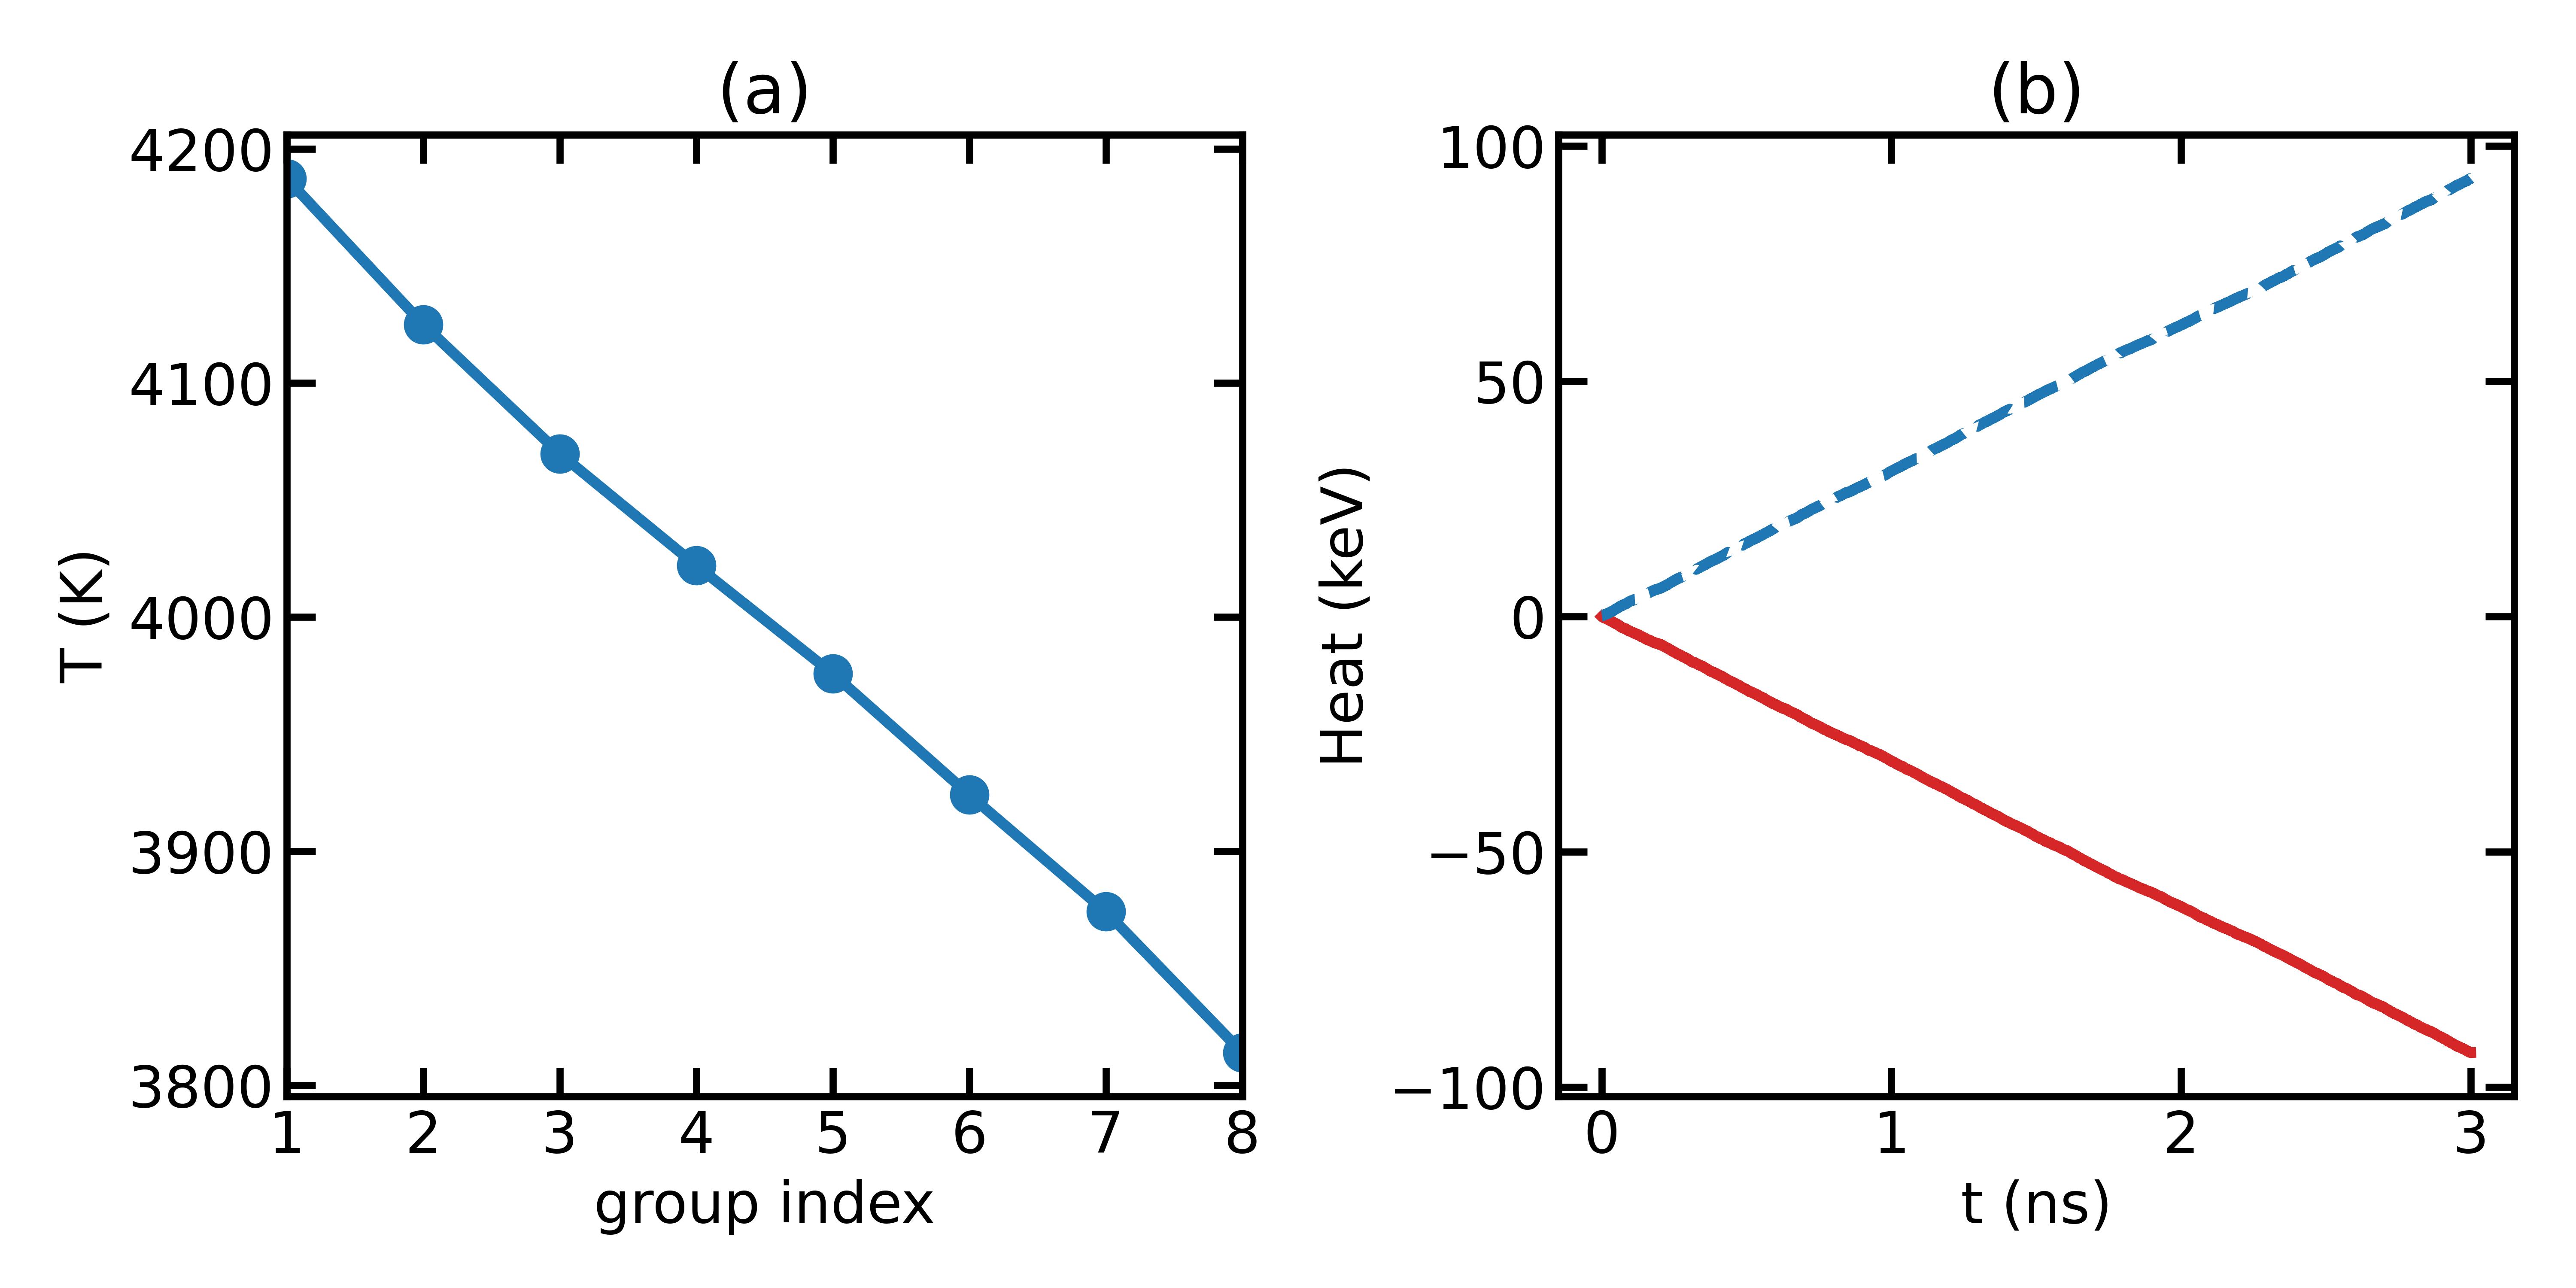 (a)
4200
4100
4000
3900
3800
T (K)
1 2 3 4 5 6 7 8
group index
(b)
100
50
0
−50
−100
Heat (keV)
0 1 2 3
t (ns)